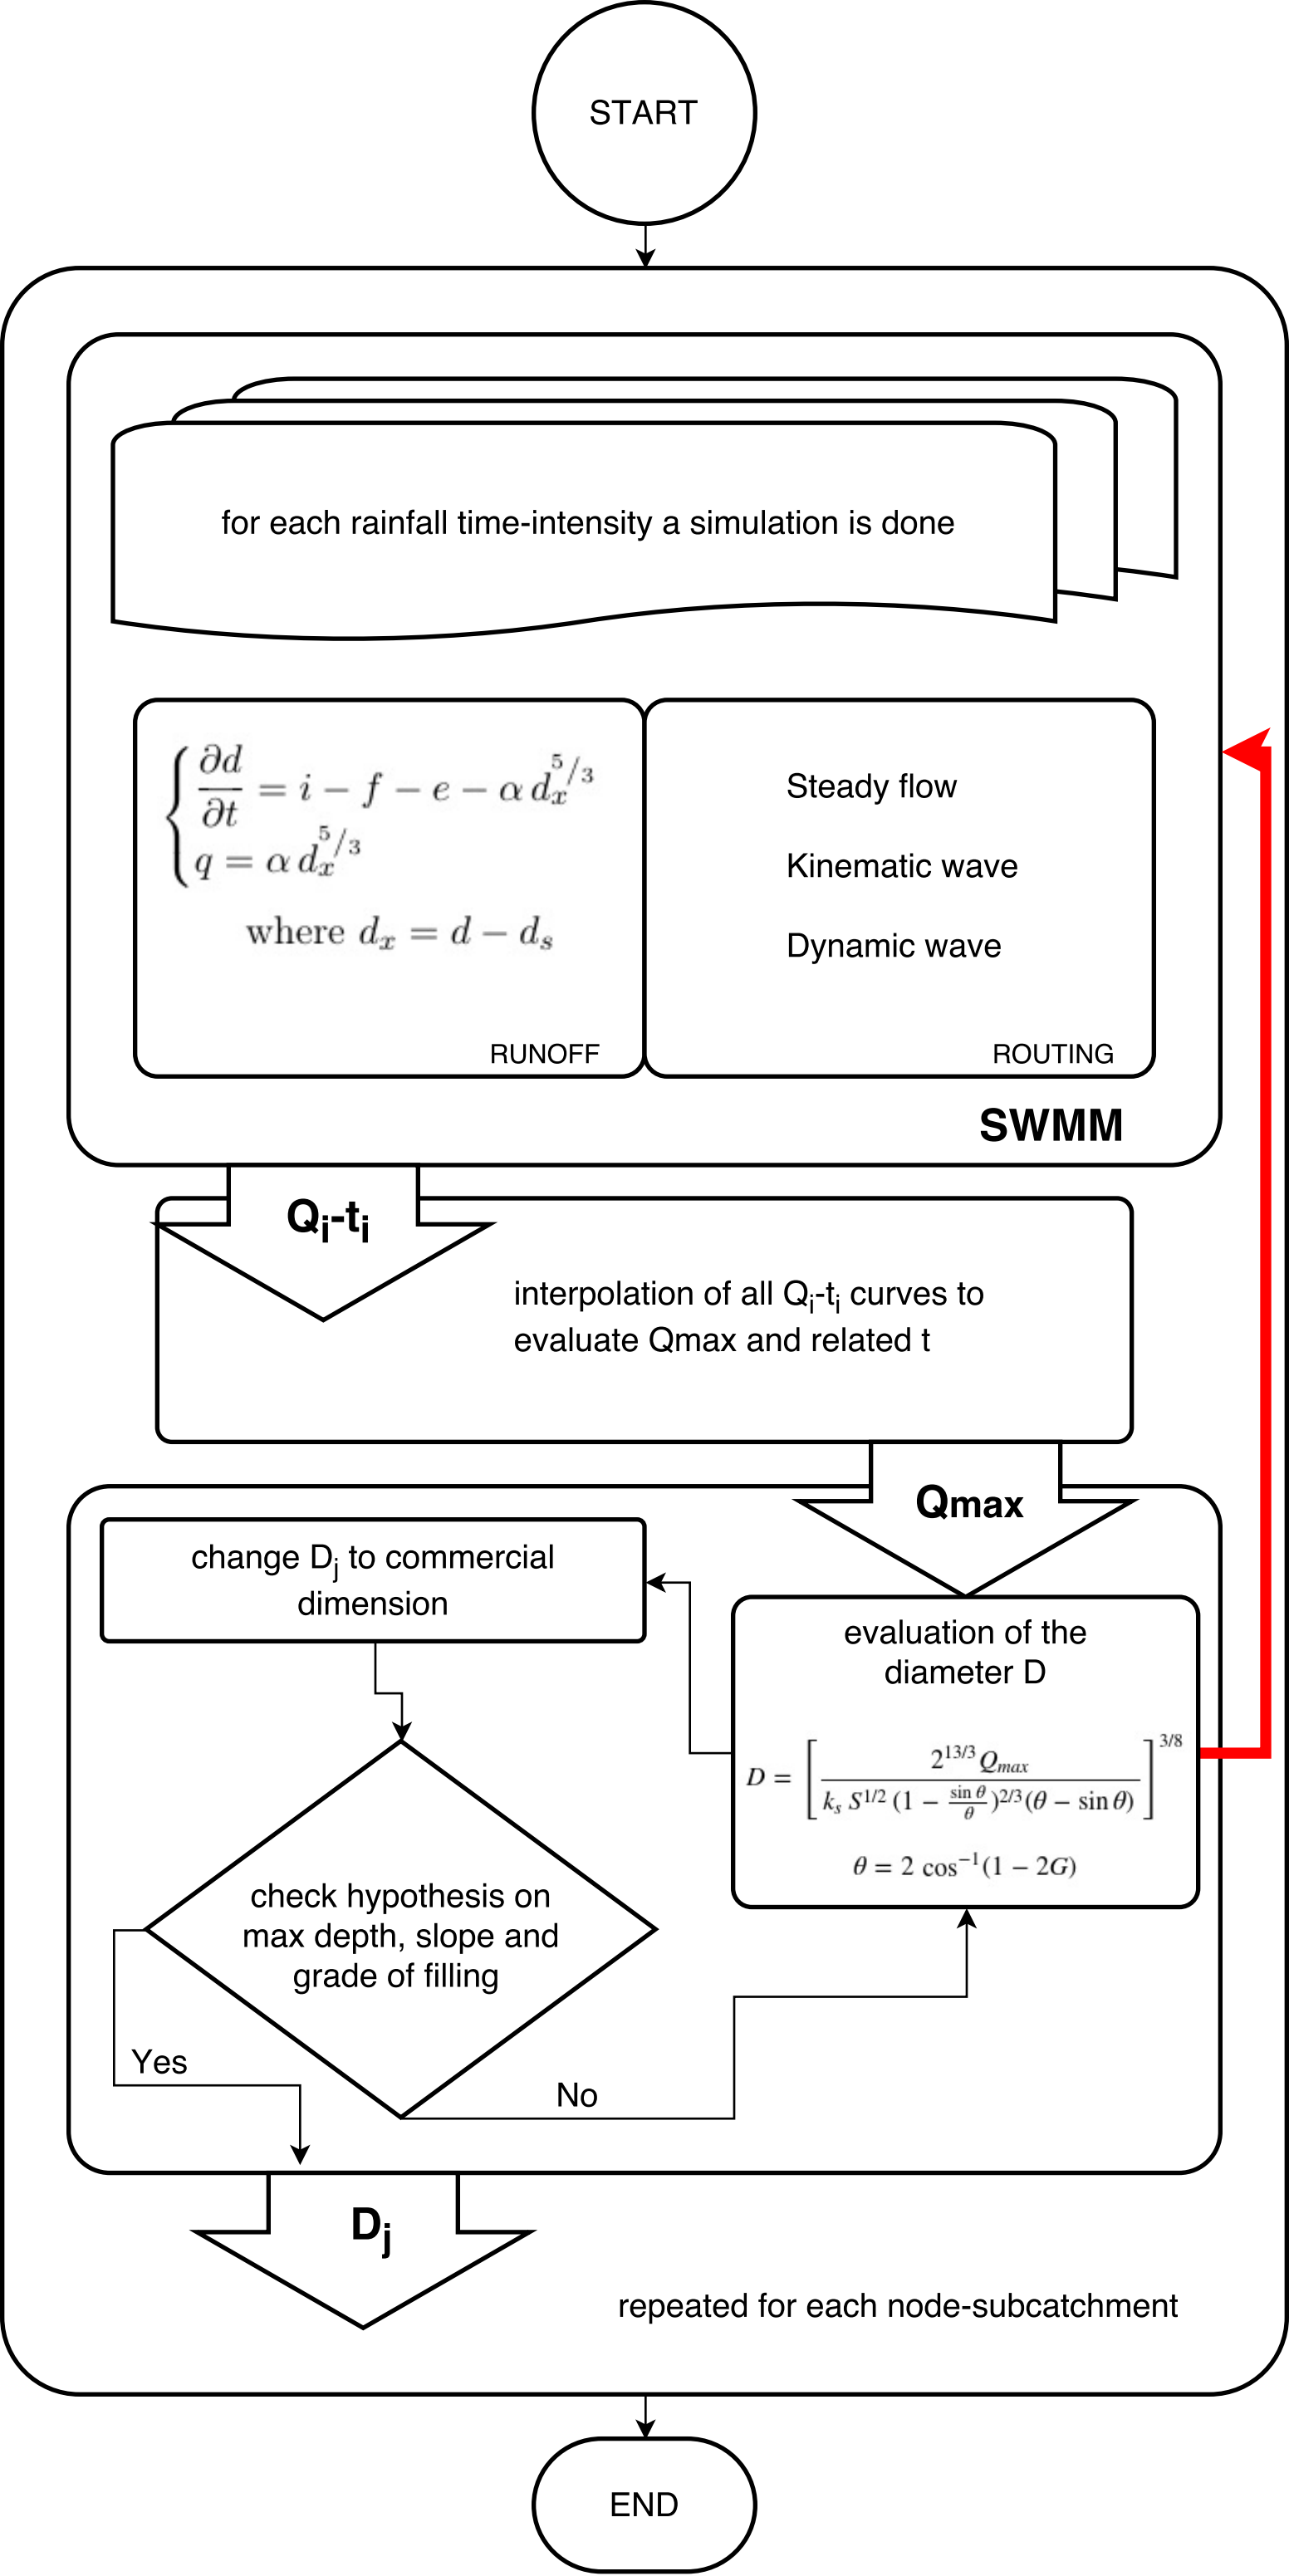 START
for each rainfall time-intensity a simulation is done
∂d/∂t = i − f − e − α d_x^{5/3}
q = α d_x^{5/3}
where d_x = d − d_s
RUNOFF
Steady flow
Kinematic wave
Dynamic wave
ROUTING
SWMM
Q_i-t_i
interpolation of all Q_i-t_i curves to
evaluate Qmax and related t
Qmax
change D_j to commercial
dimension
evaluation of the
diameter D
D = [ 2^{13/3} Q_{max} / k_s S^{1/2} (1 − sin θ/θ)^{2/3}(θ − sin θ) ]^{3/8}
θ = 2 cos^{−1}(1 − 2G)
check hypothesis on
max depth, slope and
grade of filling
Yes
No
D_j
repeated for each node-subcatchment
END